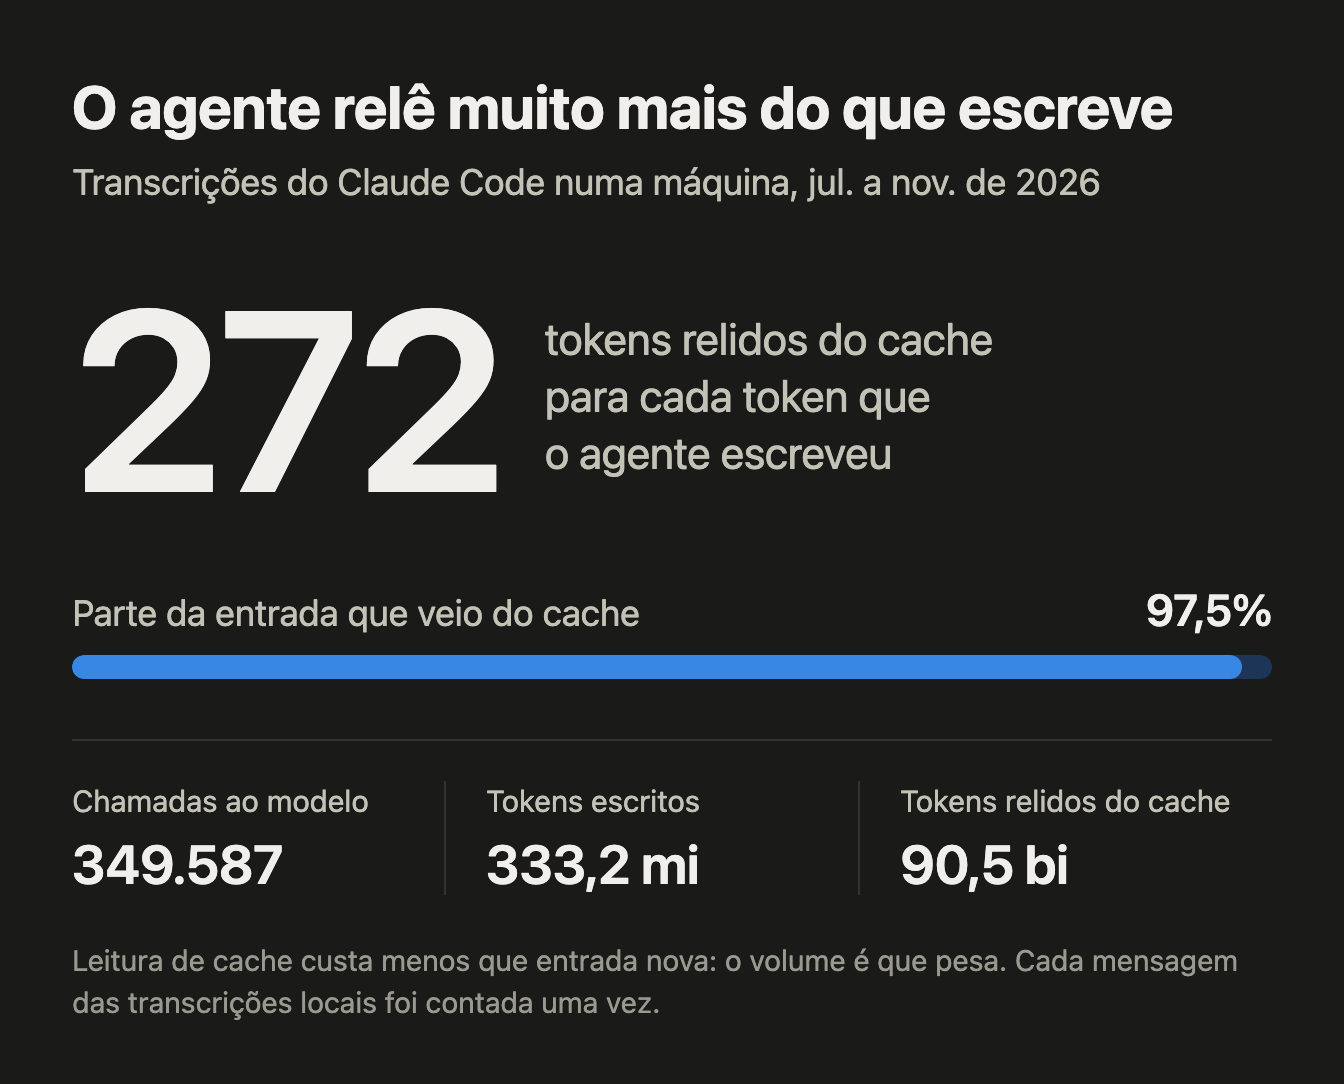 O agente relê muito mais do que escreve
Transcrições do Claude Code numa máquina, jul. a nov. de 2026
272
tokens relidos do cache
para cada token que
o agente escreveu
Parte da entrada que veio do cache
97,5%
Chamadas ao modelo
349.587
Tokens escritos
333,2 mi
Tokens relidos do cache
90,5 bi
Leitura de cache custa menos que entrada nova: o volume é que pesa. Cada mensagem
das transcrições locais foi contada uma vez.